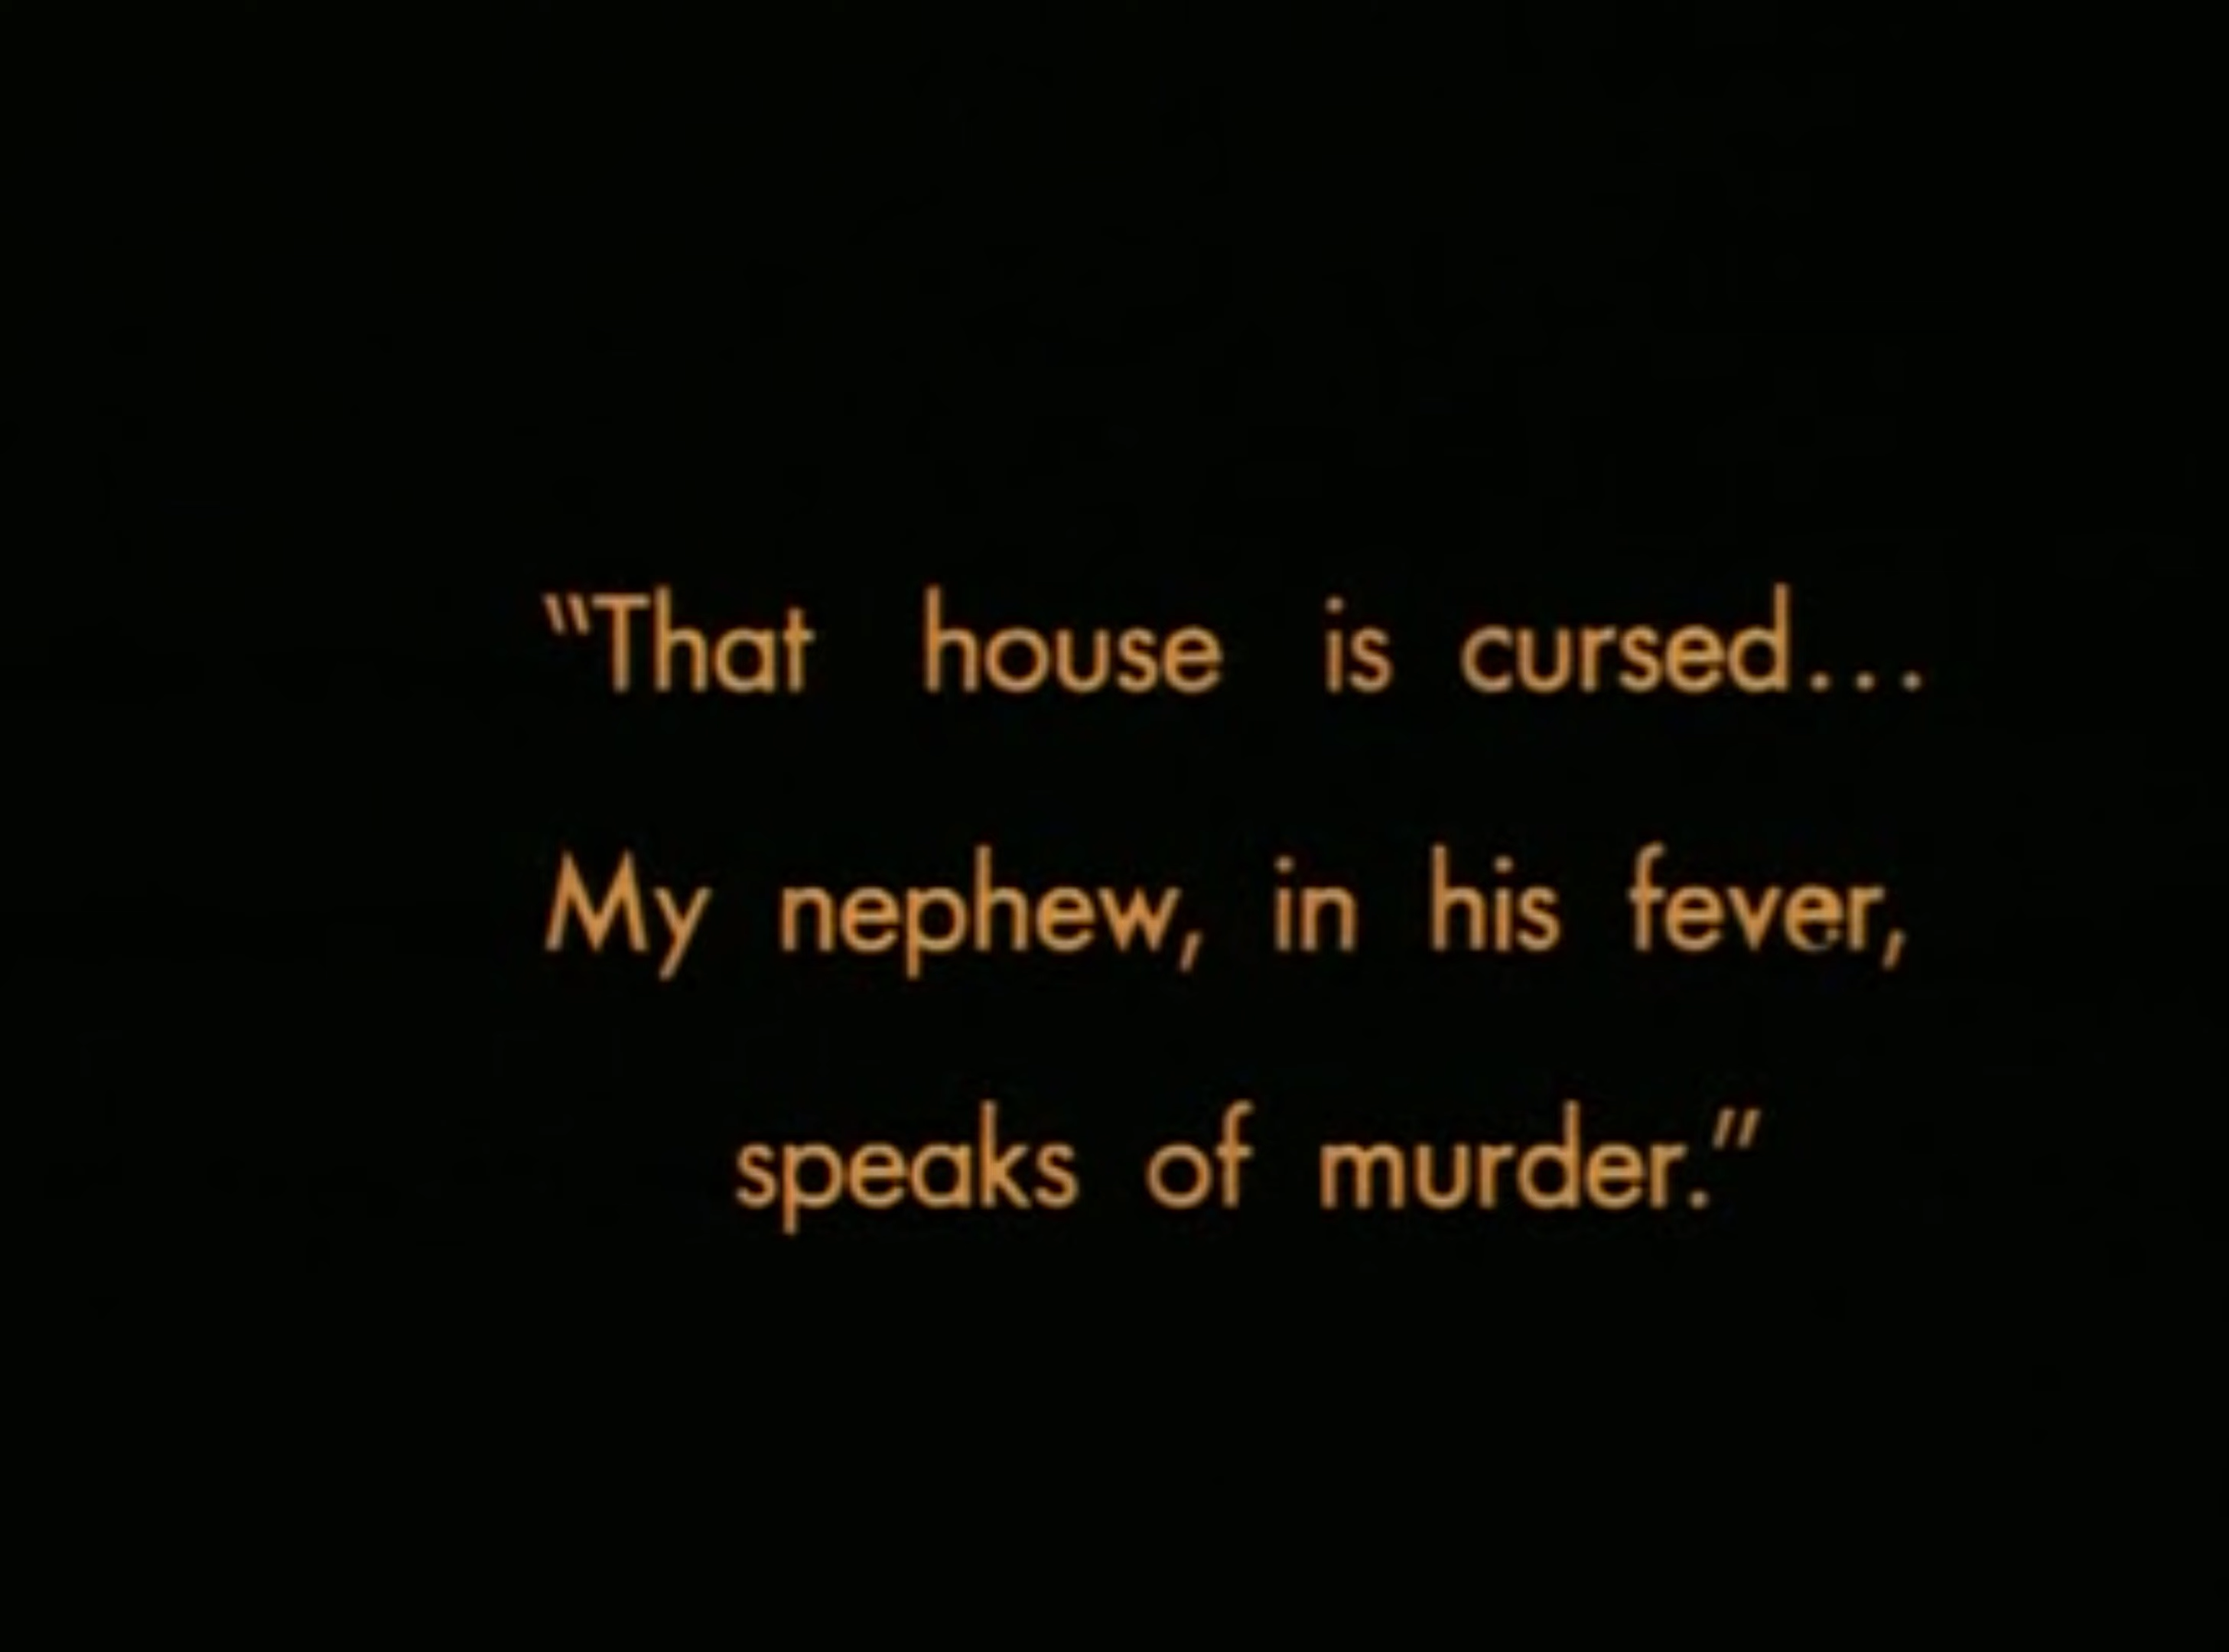 “That house is cursed...
My nephew, in his fever,
speaks of murder.”